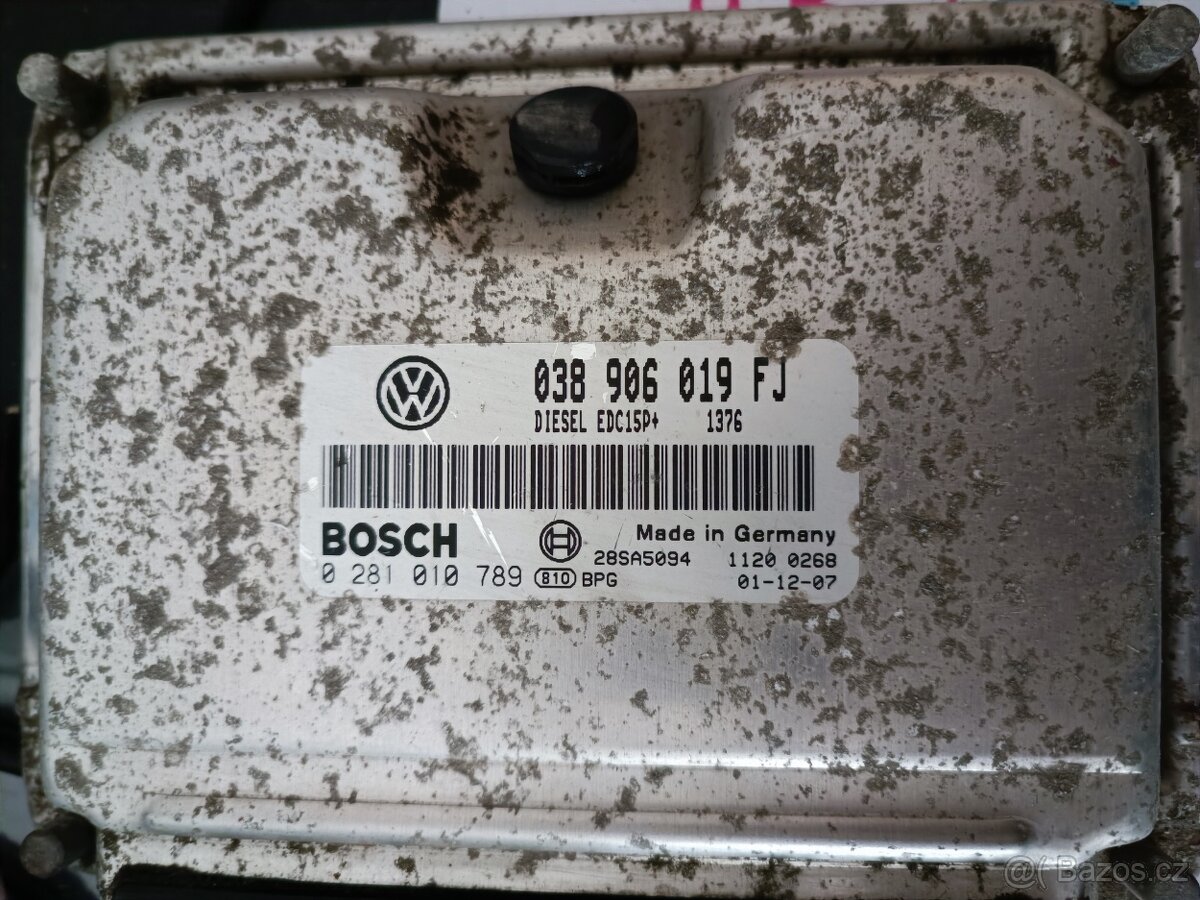 038 906 019 FJ
DIESEL EDC15P+ 1376
BOSCH
Made in Germany
28SA5094 1120 0268
0 281 010 789 810 BPG 01-12-07
Bazos.cz